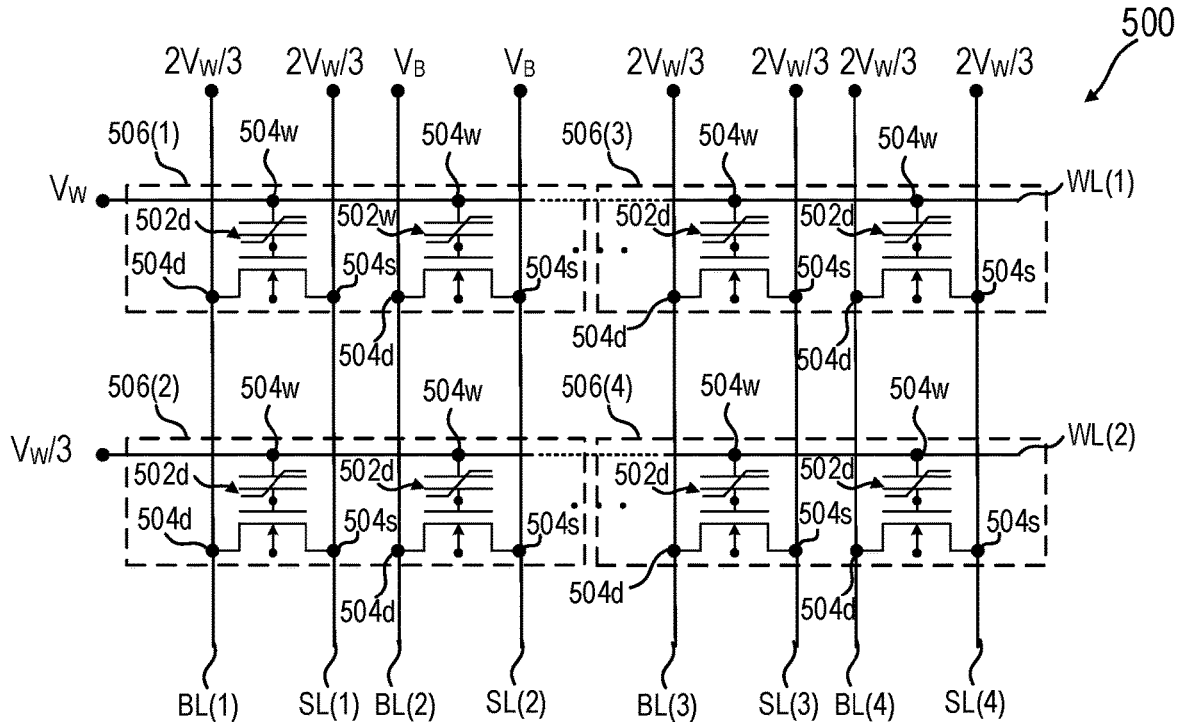 500
2VW/3 2VW/3 VB VB 2VW/3 2VW/3 2VW/3 2VW/3
506(1) 504w 504w 506(3) 504w 504w
VW WL(1)
502d 502w 502d 502d
504d 504s 504s 504s 504s
504d 504d 504d
506(2) 504w 504w 506(4) 504w 504w
VW/3 WL(2)
502d 502d 502d 502d
504d 504s 504s 504s 504s
504d 504d 504d
BL(1) SL(1) BL(2) SL(2) BL(3) SL(3) BL(4) SL(4)